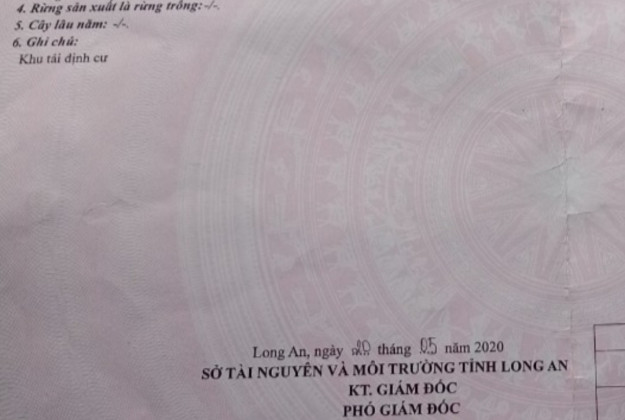 4. Rừng sản xuất là rừng trồng: -/-.
5. Cây lâu năm: -/-.
6. Ghi chú:
Khu tái định cư
Long An, ngày 20 tháng 05 năm 2020
SỞ TÀI NGUYÊN VÀ MÔI TRƯỜNG TỈNH LONG AN
KT. GIÁM ĐỐC
PHÓ GIÁM ĐỐC